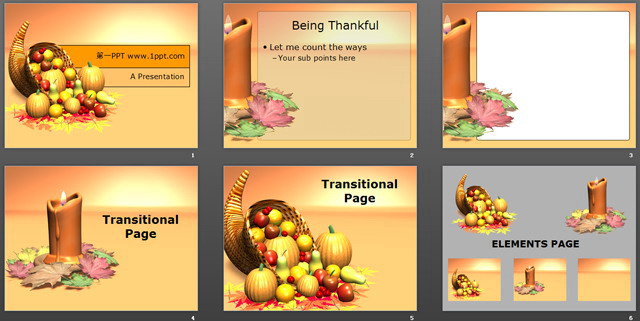 第一PPT www.1ppt.com
A Presentation
1
Being Thankful
• Let me count the ways
–Your sub points here
2
3
Transitional
Page
4
Transitional
Page
5
ELEMENTS PAGE
6